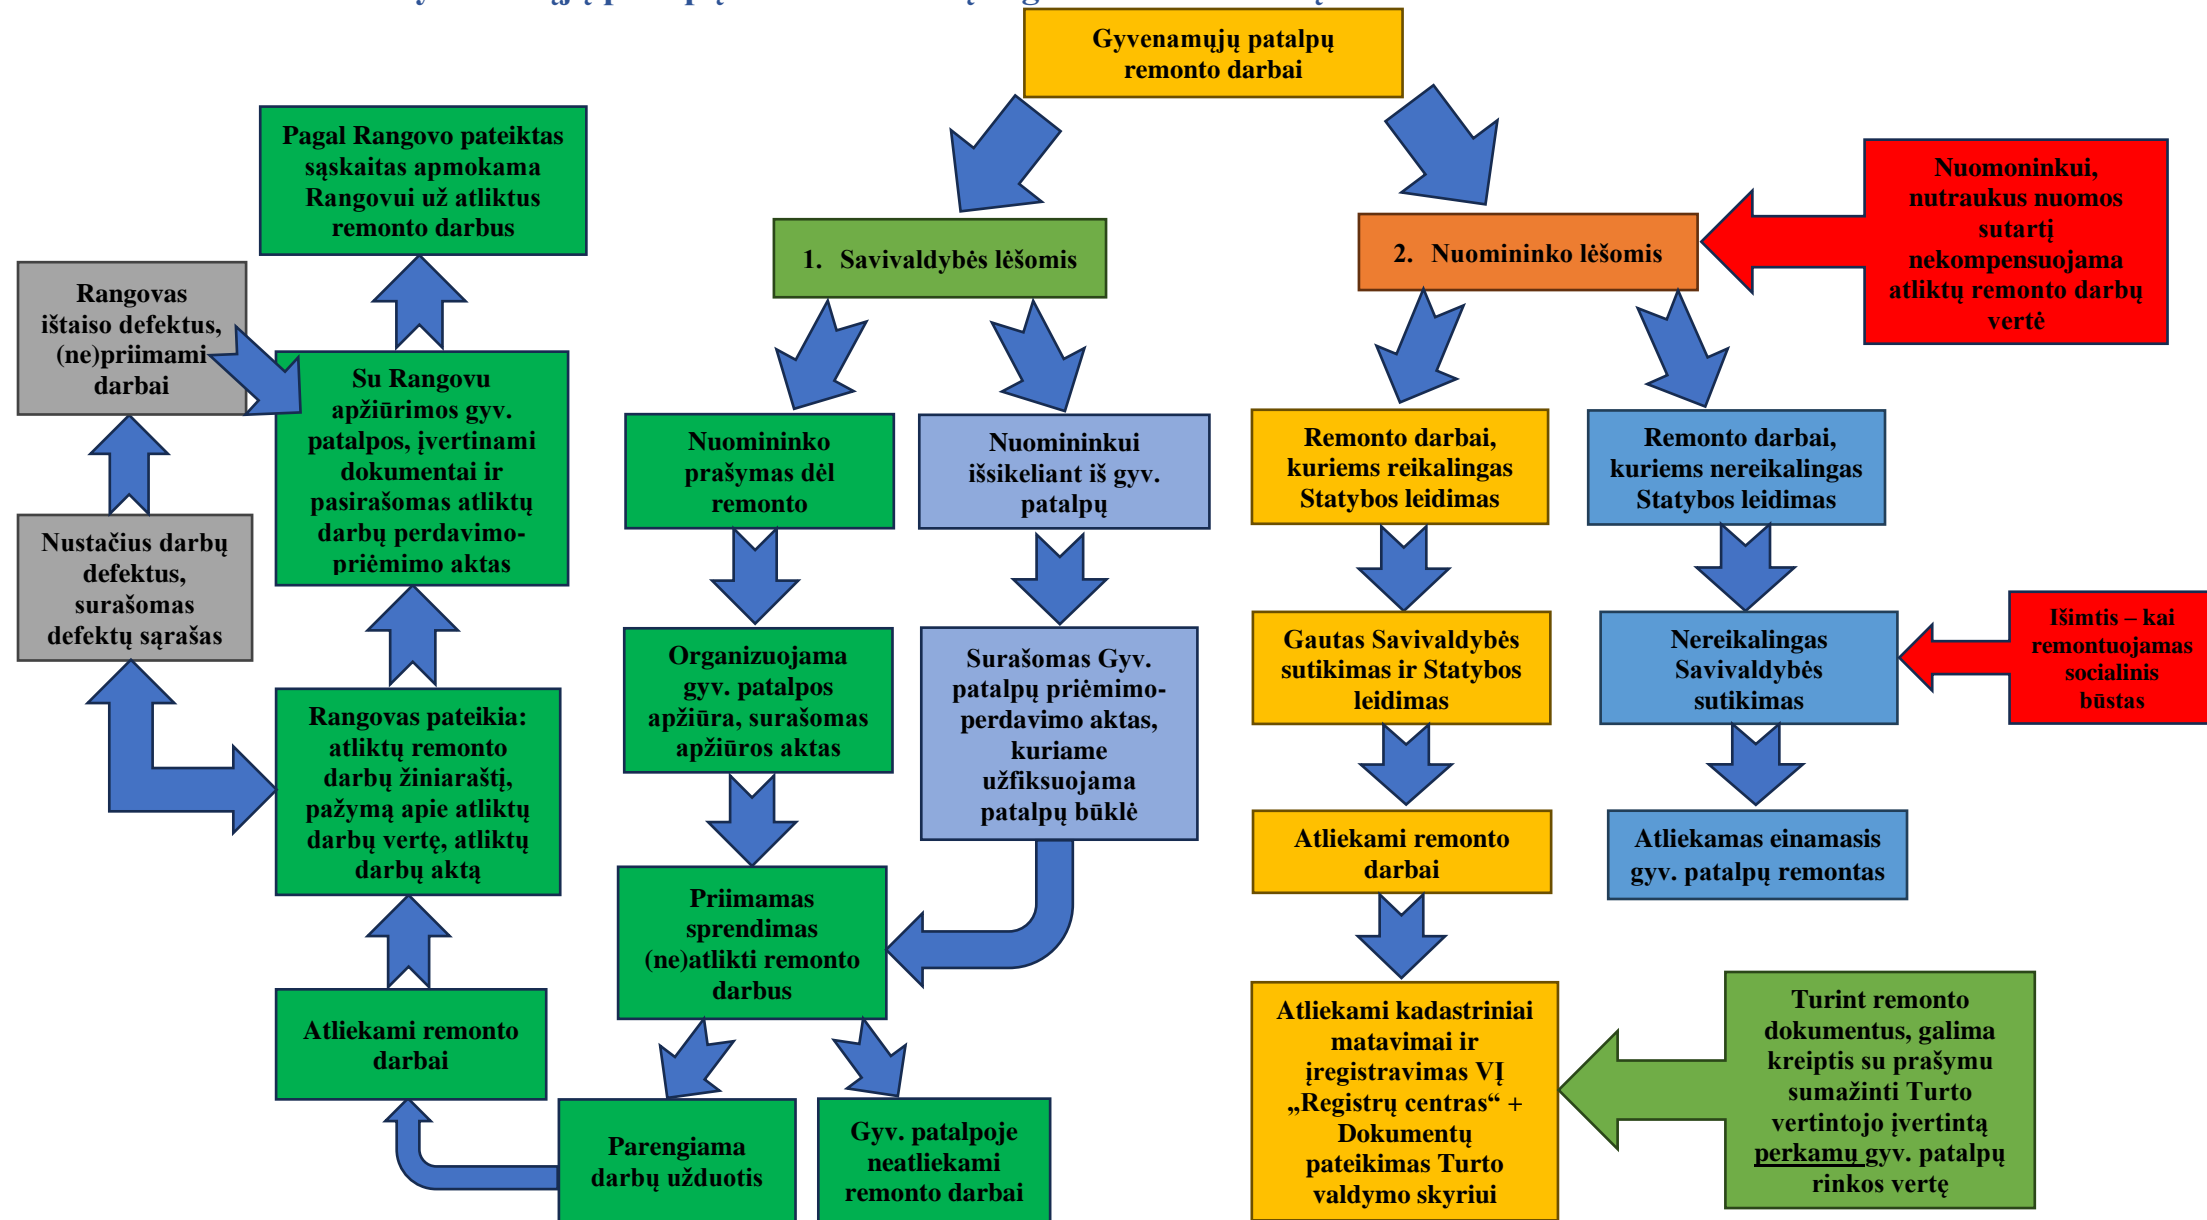 Gyvenamųjų patalpų
remonto darbai
Pagal Rangovo pateiktas
sąskaitas apmokama
Rangovui už atliktus
remonto darbus
Nuomoninkui,
nutraukus nuomos
sutartį
nekompensuojama
atliktų remonto darbų
vertė
1. Savivaldybės lėšomis
2. Nuomininko lėšomis
Rangovas
ištaiso defektus,
(ne)priimami
darbai
Su Rangovu
apžiūrimos gyv.
patalpos, įvertinami
dokumentai ir
pasirašomas atliktų
darbų perdavimo-
priėmimo aktas
Nuomininko
prašymas dėl
remonto
Nuomininkui
išsikeliant iš gyv.
patalpų
Remonto darbai,
kuriems reikalingas
Statybos leidimas
Remonto darbai,
kuriems nereikalingas
Statybos leidimas
Nustačius darbų
defektus,
surašomas
defektų sąrašas
Organizuojama
gyv. patalpos
apžiūra, surašomas
apžiūros aktas
Surašomas Gyv.
patalpų priėmimo-
perdavimo aktas,
kuriame
užfiksuojama
patalpų būklė
Gautas Savivaldybės
sutikimas ir Statybos
leidimas
Nereikalingas
Savivaldybės
sutikimas
Išimtis – kai
remontuojamas
socialinis
būstas
Rangovas pateikia:
atliktų remonto
darbų žiniaraštį,
pažymą apie atliktų
darbų vertę, atliktų
darbų aktą
Atliekami remonto
darbai
Atliekamas einamasis
gyv. patalpų remontas
Priimamas
sprendimas
(ne)atlikti remonto
darbus
Atliekami remonto
darbai
Atliekami kadastriniai
matavimai ir
įregistravimas VĮ
„Registrų centras“ +
Dokumentų
pateikimas Turto
valdymo skyriui
Turint remonto
dokumentus, galima
kreiptis su prašymu
sumažinti Turto
vertintojo įvertintą
perkamų gyv. patalpų
rinkos vertę
Parengiama
darbų užduotis
Gyv. patalpoje
neatliekami
remonto darbai